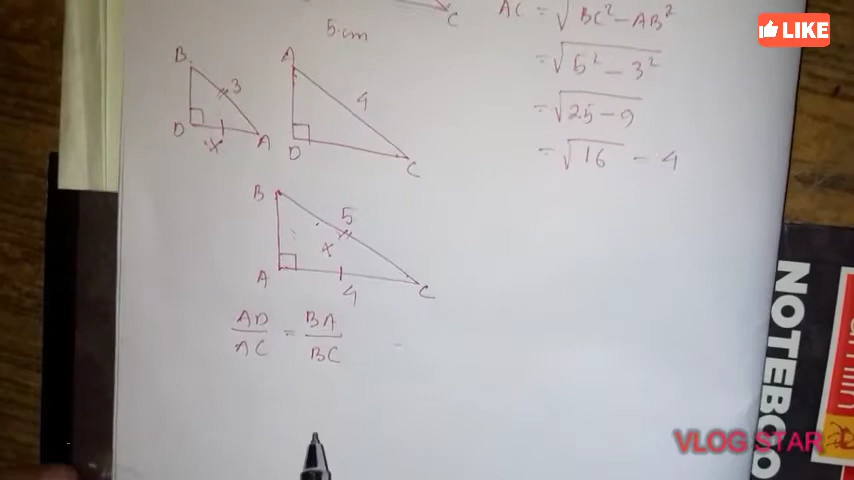 C
5 cm
AC = √BC² - AB²
= √5² - 3²
= √25 - 9
= √16 - 4
B
3
D
x
A
A
4
D
C
B
5
x
A
4
C
AD/AC = BA/BC
LIKE
NOTEBOO
VLOG STAR